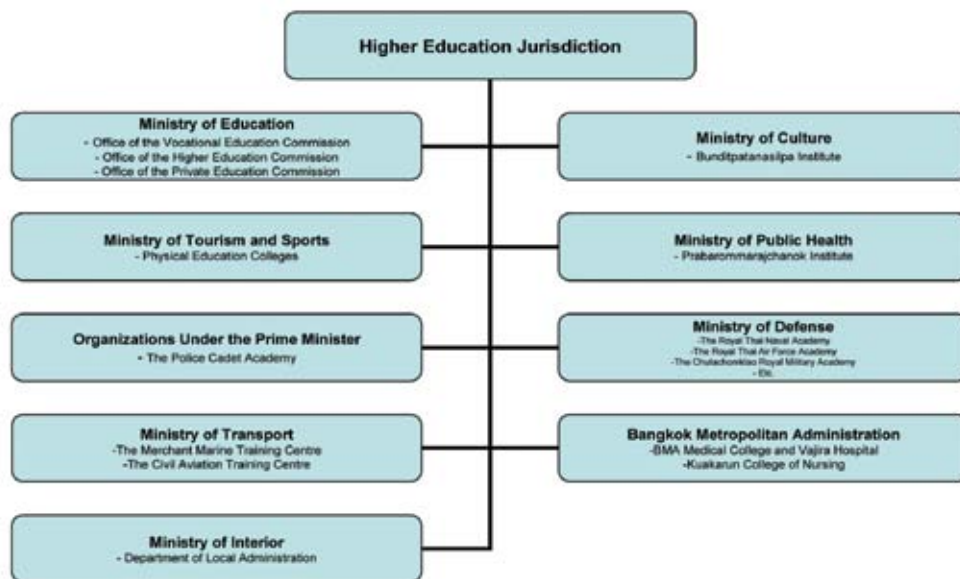 Higher Education Jurisdiction
Ministry of Education
- Office of the Vocational Education Commission
- Office of the Higher Education Commission
- Office of the Private Education Commission
Ministry of Culture
- Bunditpatanasilpa Institute
Ministry of Tourism and Sports
- Physical Education Colleges
Ministry of Public Health
- Prabarommarajchanok Institute
Organizations Under the Prime Minister
- The Police Cadet Academy
Ministry of Defense
-The Royal Thai Naval Academy
-The Royal Thai Air Force Academy
-The Chulachomklao Royal Military Academy
- Etc.
Ministry of Transport
-The Merchant Marine Training Centre
-The Civil Aviation Training Centre
Bangkok Metropolitan Administration
-BMA Medical College and Vajira Hospital
-Kuakarun College of Nursing
Ministry of Interior
- Department of Local Administration